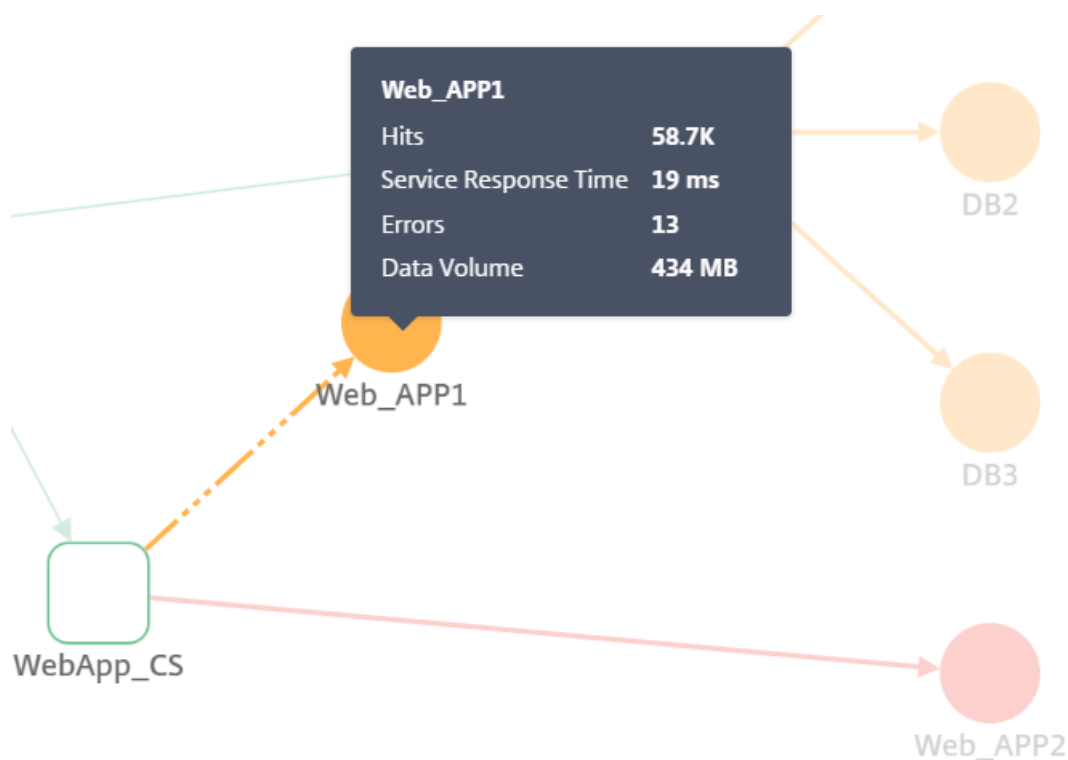 Web_APP1
Hits 58.7K
Service Response Time 19 ms
Errors 13
Data Volume 434 MB
DB2
Web_APP1
DB3
WebApp_CS
Web_APP2